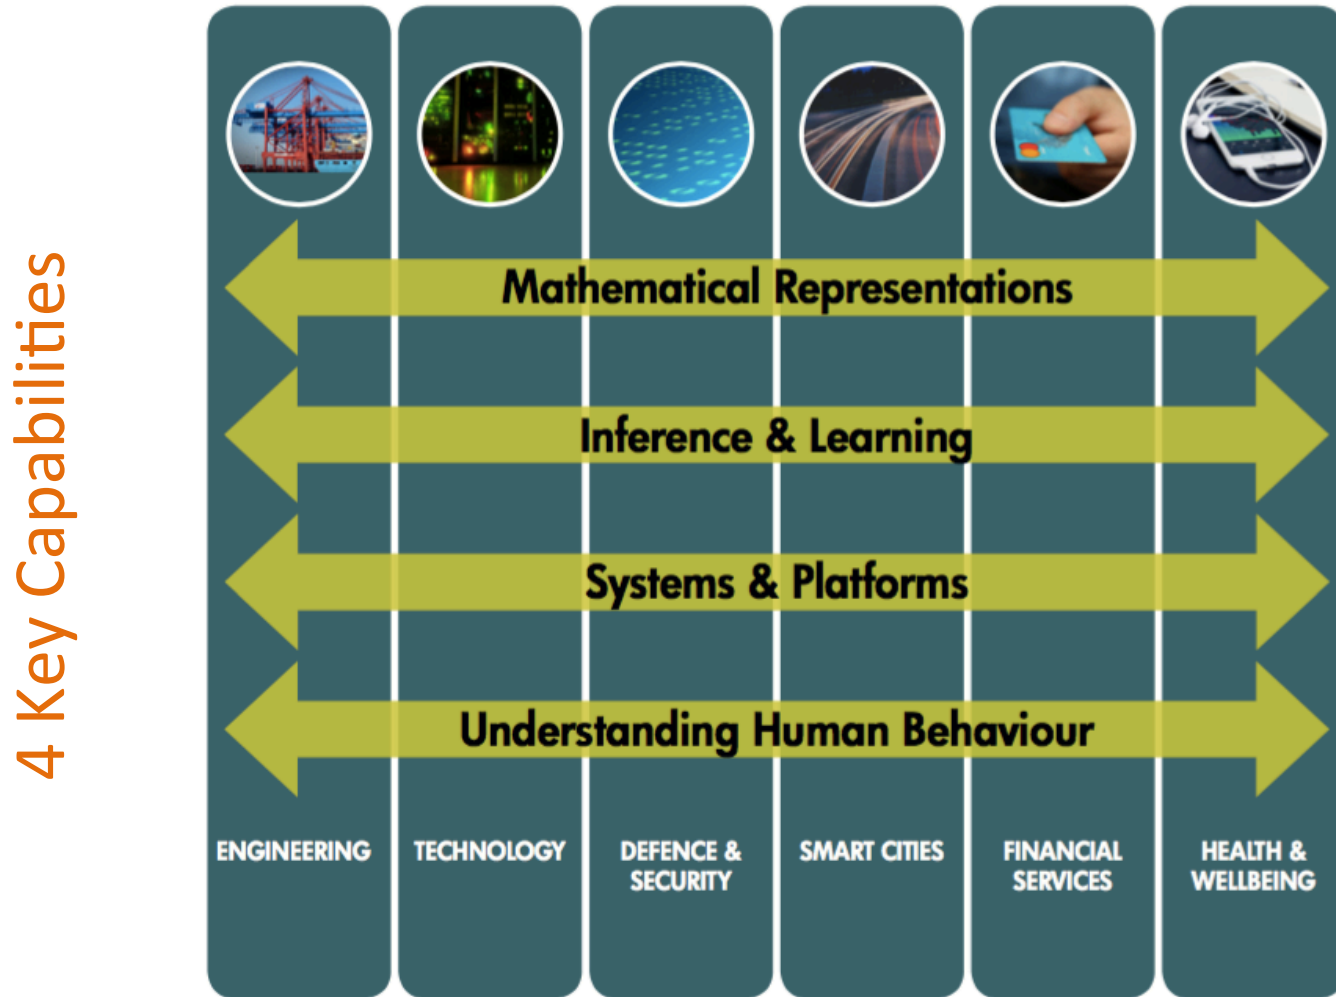 4 Key Capabilities
Mathematical Representations
Inference & Learning
Systems & Platforms
Understanding Human Behaviour
ENGINEERING
TECHNOLOGY
DEFENCE &
SECURITY
SMART CITIES
FINANCIAL
SERVICES
HEALTH &
WELLBEING